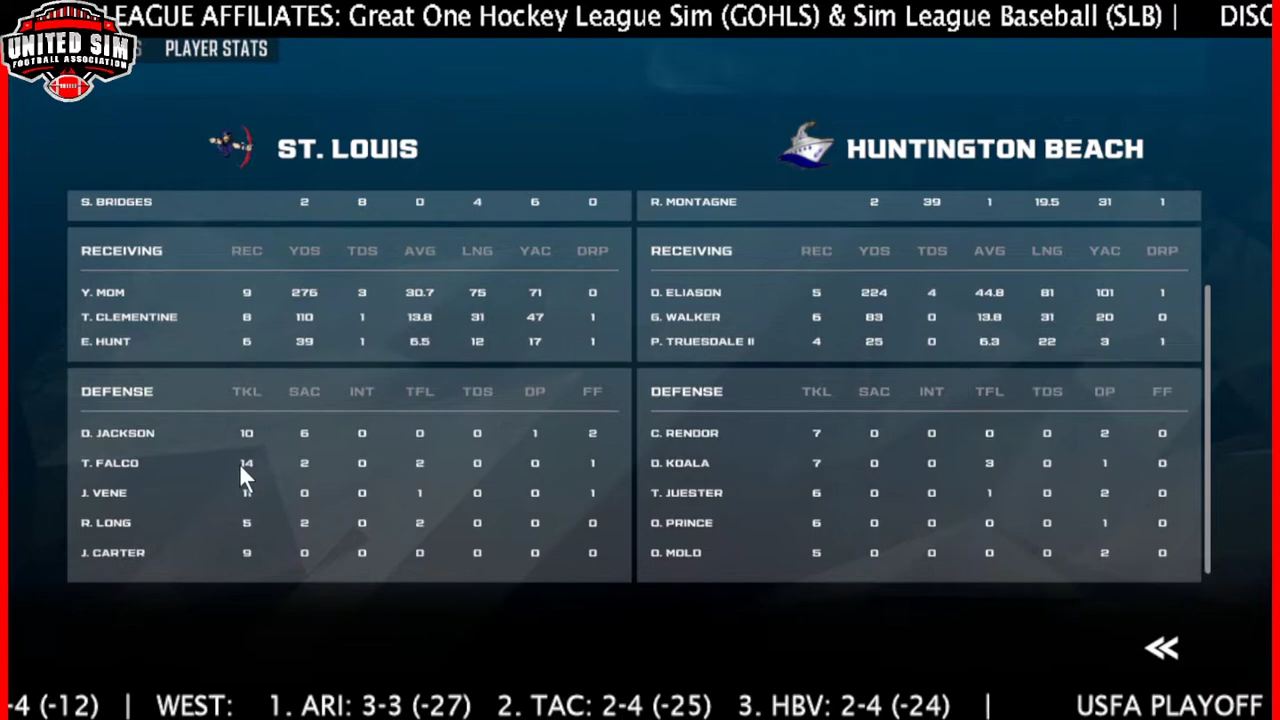 LEAGUE AFFILIATES: Great One Hockey League Sim (GOHLS) & Sim League Baseball (SLB) | DISC
UNITED SIM
FOOTBALL ASSOCIATION
S PLAYER STATS
ST. LOUIS HUNTINGTON BEACH
S. BRIDGES 2 8 0 4 6 0 R. MONTAGNE 2 39 1 19.5 31 1
RECEIVING REC YDS TDS AVG LNG YAC DRP RECEIVING REC YDS TDS AVG LNG YAC DRP
Y. MOM 9 276 3 30.7 75 71 0 D. ELIASON 5 224 4 44.8 81 101 1
T. CLEMENTINE 8 110 1 13.8 31 47 1 G. WALKER 6 83 0 13.8 31 20 0
E. HUNT 6 39 1 6.5 12 17 1 P. TRUESDALE II 4 25 0 6.3 22 3 1
DEFENSE TKL SAC INT TFL TDS DP FF DEFENSE TKL SAC INT TFL TDS DP FF
D. JACKSON 10 6 0 0 0 1 2 C. RENDOR 7 0 0 0 0 2 0
T. FALCO 14 2 0 2 0 0 1 D. KOALA 7 0 0 3 0 1 0
J. VENE 0 0 1 0 0 1 T. JUESTER 6 0 0 1 0 2 0
R. LONG 5 2 0 2 0 0 0 O. PRINCE 6 0 0 0 0 1 0
J. CARTER 9 0 0 0 0 0 0 O. MOLD 5 0 0 0 0 2 0
-4 (-12) | WEST: 1. ARI: 3-3 (-27) 2. TAC: 2-4 (-25) 3. HBV: 2-4 (-24) | USFA PLAYOFF